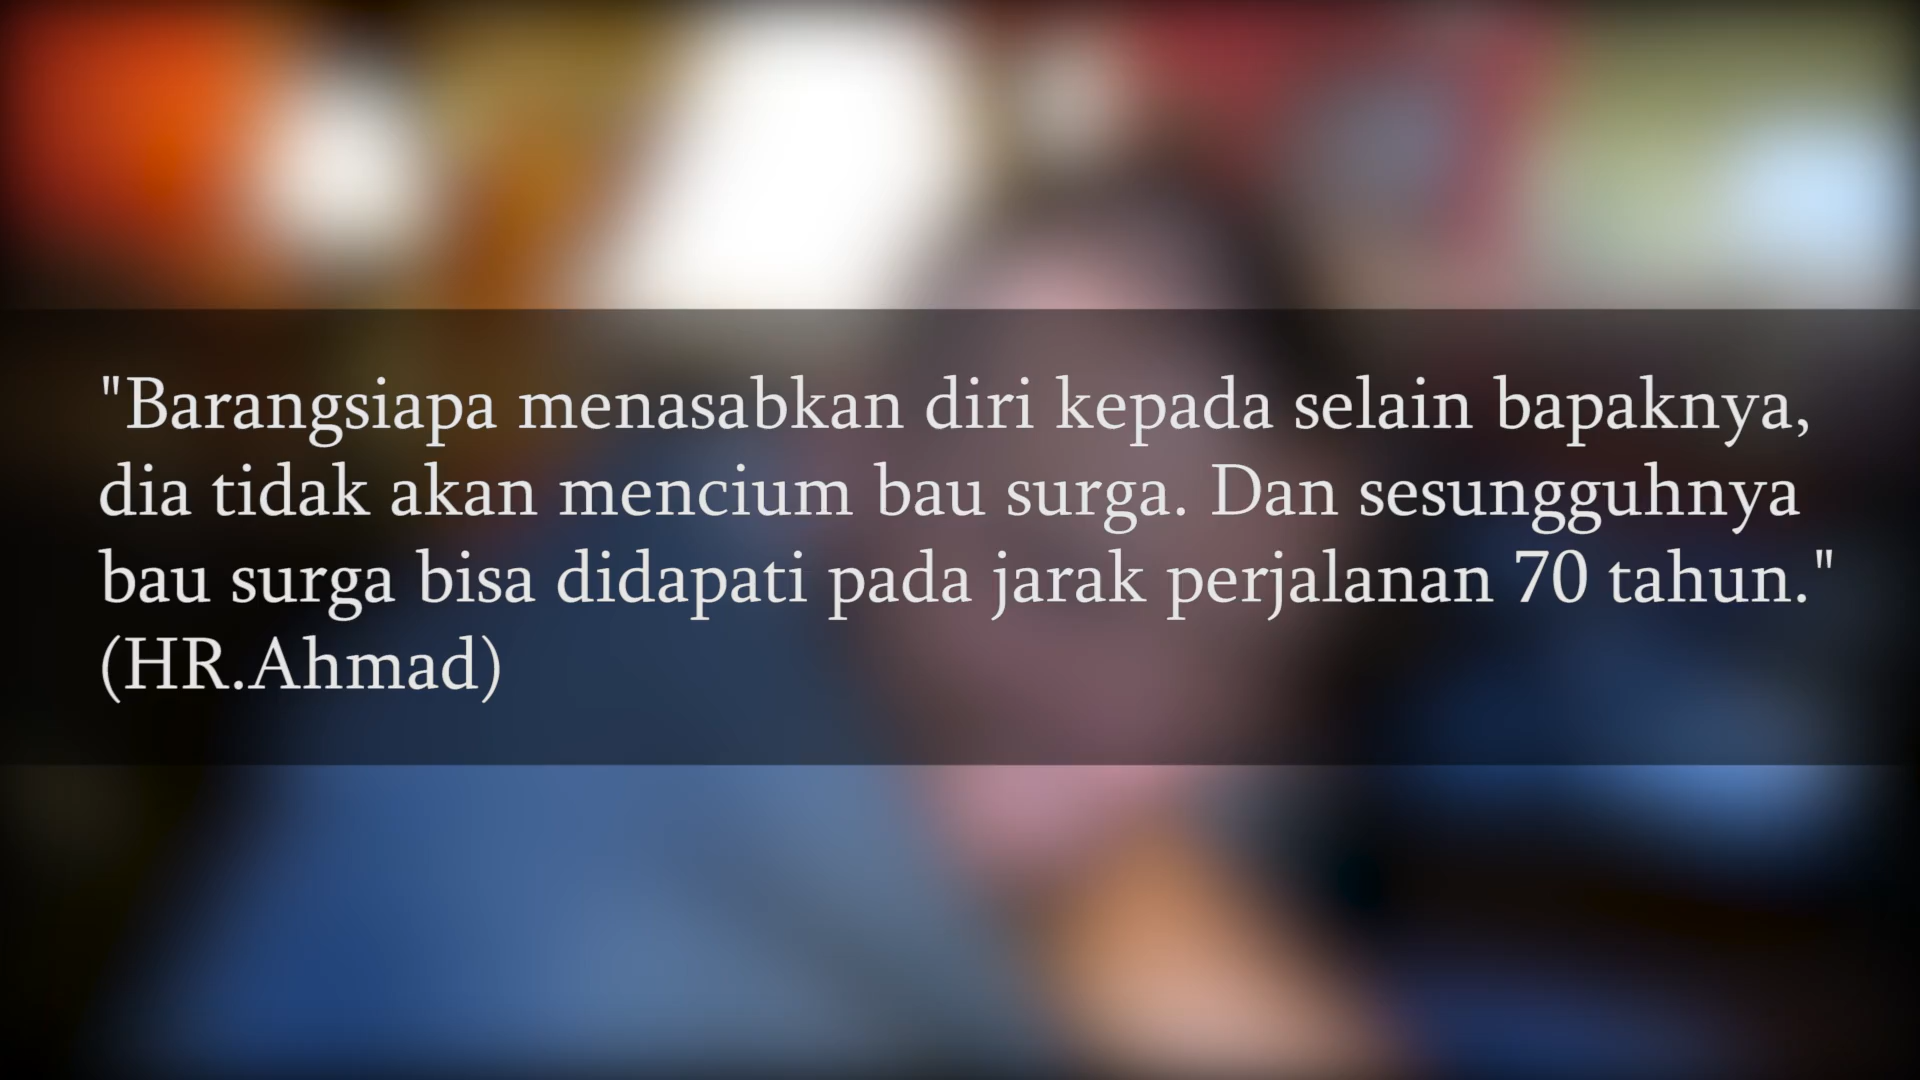 "Barangsiapa menasabkan diri kepada selain bapaknya,
dia tidak akan mencium bau surga. Dan sesungguhnya
bau surga bisa didapati pada jarak perjalanan 70 tahun."
(HR.Ahmad)